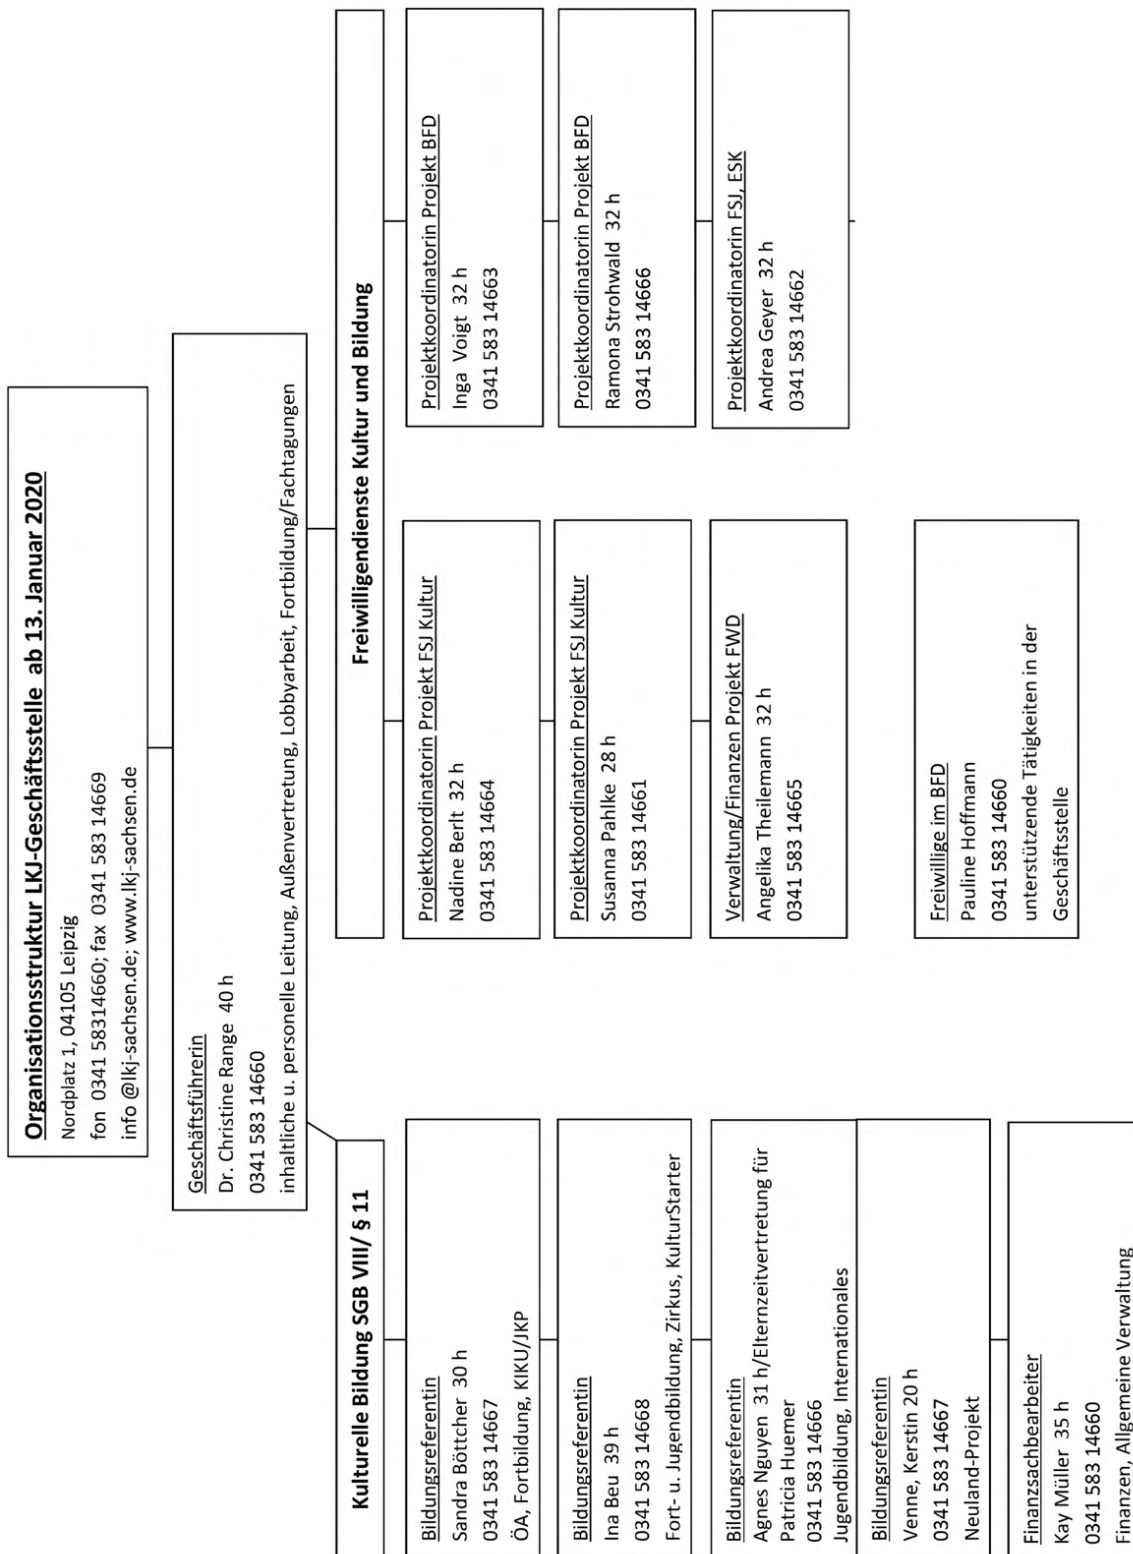 Organisationsstruktur LKJ-Geschäftsstelle ab 13. Januar 2020
Nordplatz 1, 04105 Leipzig
fon 0341 58314660; fax 0341 583 14669
info @lkj-sachsen.de; www.lkj-sachsen.de
Geschäftsführerin
Dr. Christine Range 40 h
0341 583 14660
inhaltliche u. personelle Leitung, Außenvertretung, Lobbyarbeit, Fortbildung/Fachtagungen
Kulturelle Bildung SGB VIII/ § 11
Bildungsreferentin
Sandra Böttcher 30 h
0341 583 14667
ÖA, Fortbildung, KIKU/JKP
Bildungsreferentin
Ina Beu 39 h
0341 583 14668
Fort- u. Jugendbildung, Zirkus, KulturStarter
Bildungsreferentin
Agnes Nguyen 31 h/Elternzeitvertretung für
Patricia Huemer
0341 583 14666
Jugendbildung, Internationales
Bildungsreferentin
Venne, Kerstin 20 h
0341 583 14667
Neuland-Projekt
Finanzsachbearbeiter
Kay Müller 35 h
0341 583 14660
Finanzen, Allgemeine Verwaltung
Freiwilligendienste Kultur und Bildung
Projektkoordinatorin Projekt FSJ Kultur
Nadine Berlt 32 h
0341 583 14664
Projektkoordinatorin Projekt FSJ Kultur
Susanna Pahlke 28 h
0341 583 14661
Verwaltung/Finanzen Projekt FWD
Angelika Theilemann 32 h
0341 583 14665
Freiwillige im BFD
Pauline Hoffmann
0341 583 14660
unterstützende Tätigkeiten in der
Geschäftsstelle
Projektkoordinatorin Projekt BFD
Inga Voigt 32 h
0341 583 14663
Projektkoordinatorin Projekt BFD
Ramona Strohwald 32 h
0341 583 14666
Projektkoordinatorin FSJ, ESK
Andrea Geyer 32 h
0341 583 14662